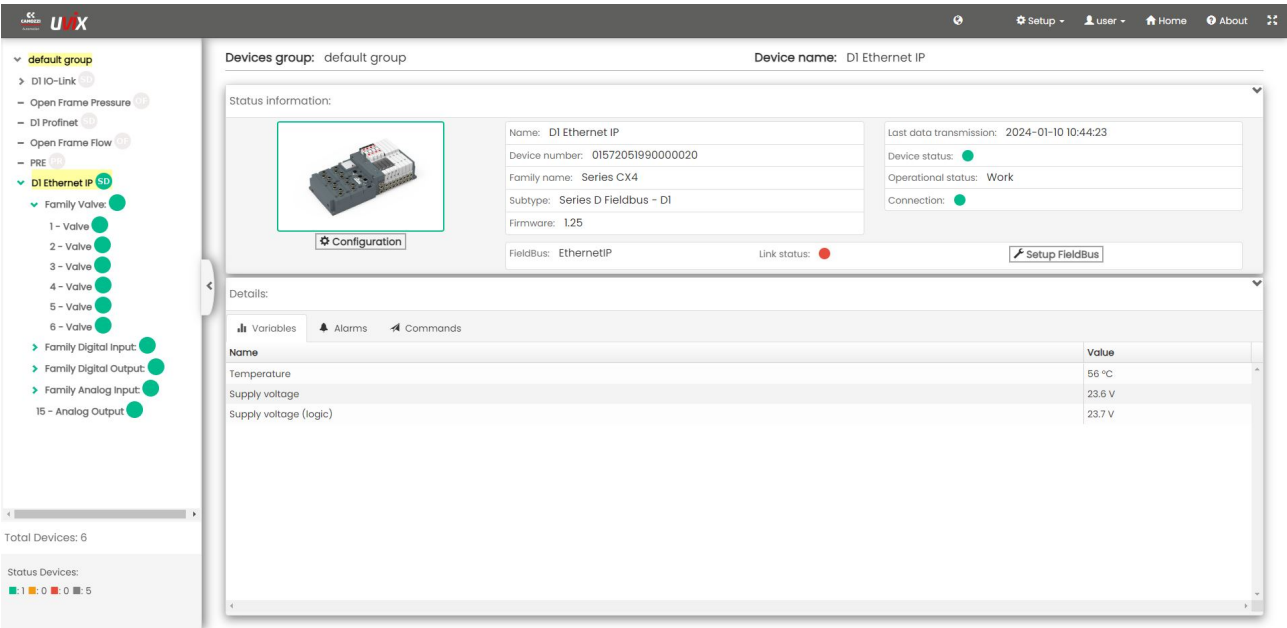 CAMOZZI
UVIX
Setup
user
Home
About
default group
D1 IO-Link SD
Open Frame Pressure OF
D1 Profinet SD
Open Frame Flow OF
PRE PR
D1 Ethernet IP SD
Family Valve:
1 - Valve
2 - Valve
3 - Valve
4 - Valve
5 - Valve
6 - Valve
Family Digital Input:
Family Digital Output:
Family Analog Input:
15 - Analog Output
Total Devices: 6
Status Devices:
: 1 : 0 : 0 : 5
Devices group: default group
Device name: D1 Ethernet IP
Status information:
Configuration
Name: D1 Ethernet IP
Device number: 01572051990000020
Family name: Series CX4
Subtype: Series D Fieldbus - D1
Firmware: 1.25
Last data transmission: 2024-01-10 10:44:23
Device status:
Operational status: Work
Connection:
FieldBus: EthernetIP
Link status:
Setup FieldBus
Details:
Variables
Alarms
Commands
Name Value
Temperature 56 °C
Supply voltage 23.6 V
Supply voltage (logic) 23.7 V